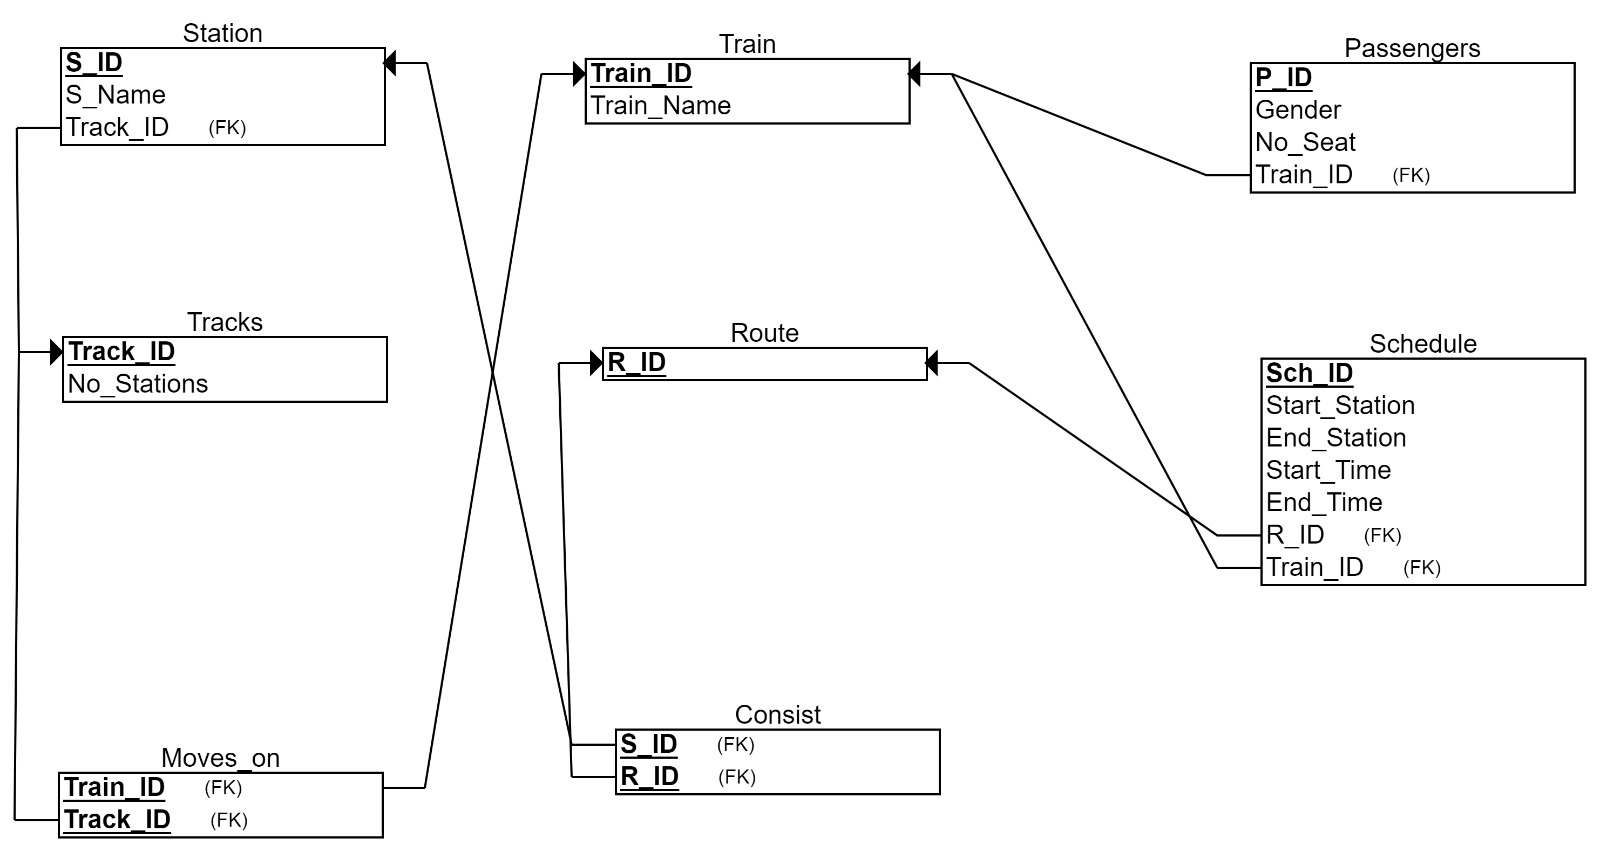 Station
S_ID
S_Name
Track_ID (FK)
Train
Train_ID
Train_Name
Passengers
P_ID
Gender
No_Seat
Train_ID (FK)
Tracks
Track_ID
No_Stations
Route
R_ID
Schedule
Sch_ID
Start_Station
End_Station
Start_Time
End_Time
R_ID (FK)
Train_ID (FK)
Moves_on
Train_ID (FK)
Track_ID (FK)
Consist
S_ID (FK)
R_ID (FK)